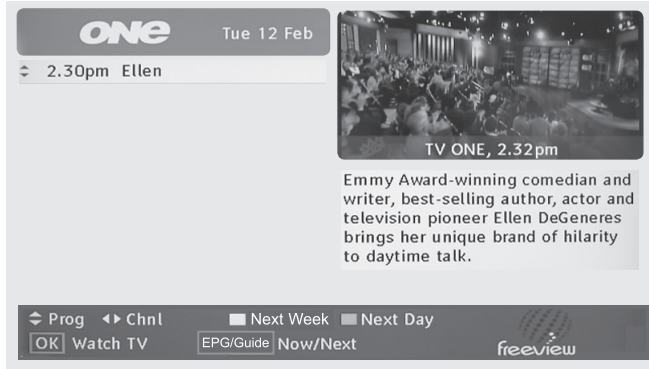 ONE Tue 12 Feb
2.30pm Ellen
TV ONE, 2.32pm
Emmy Award-winning comedian and
writer, best-selling author, actor and
television pioneer Ellen DeGeneres
brings her unique brand of hilarity
to daytime talk.
Prog Chnl Next Week Next Day
OK Watch TV EPG/Guide Now/Next
freeview